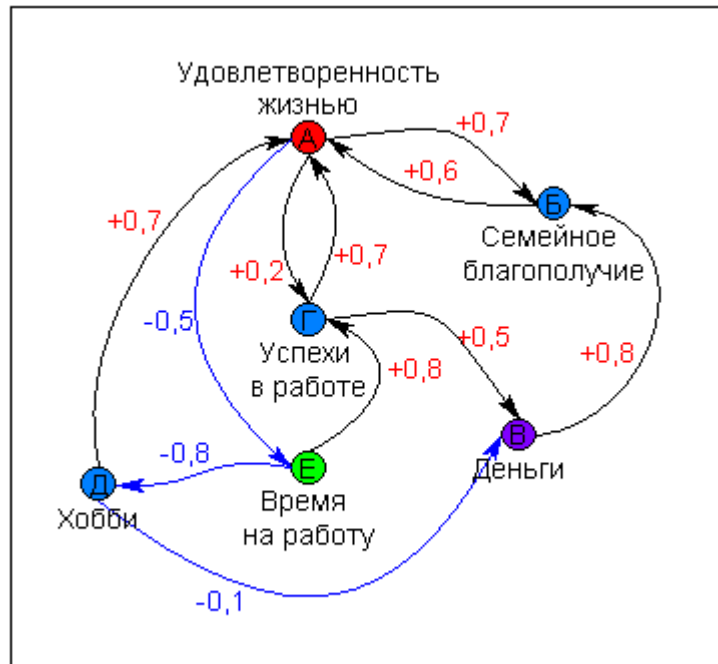 Удовлетворенность
жизнью
А
+0,7
+0,6
Б
Семейное
благополучие
+0,7
+0,2
+0,7
-0,5
Г
Успехи
в работе
+0,5
+0,8
+0,8
В
Деньги
-0,8
Е
Время
на работу
Д
Хобби
-0,1